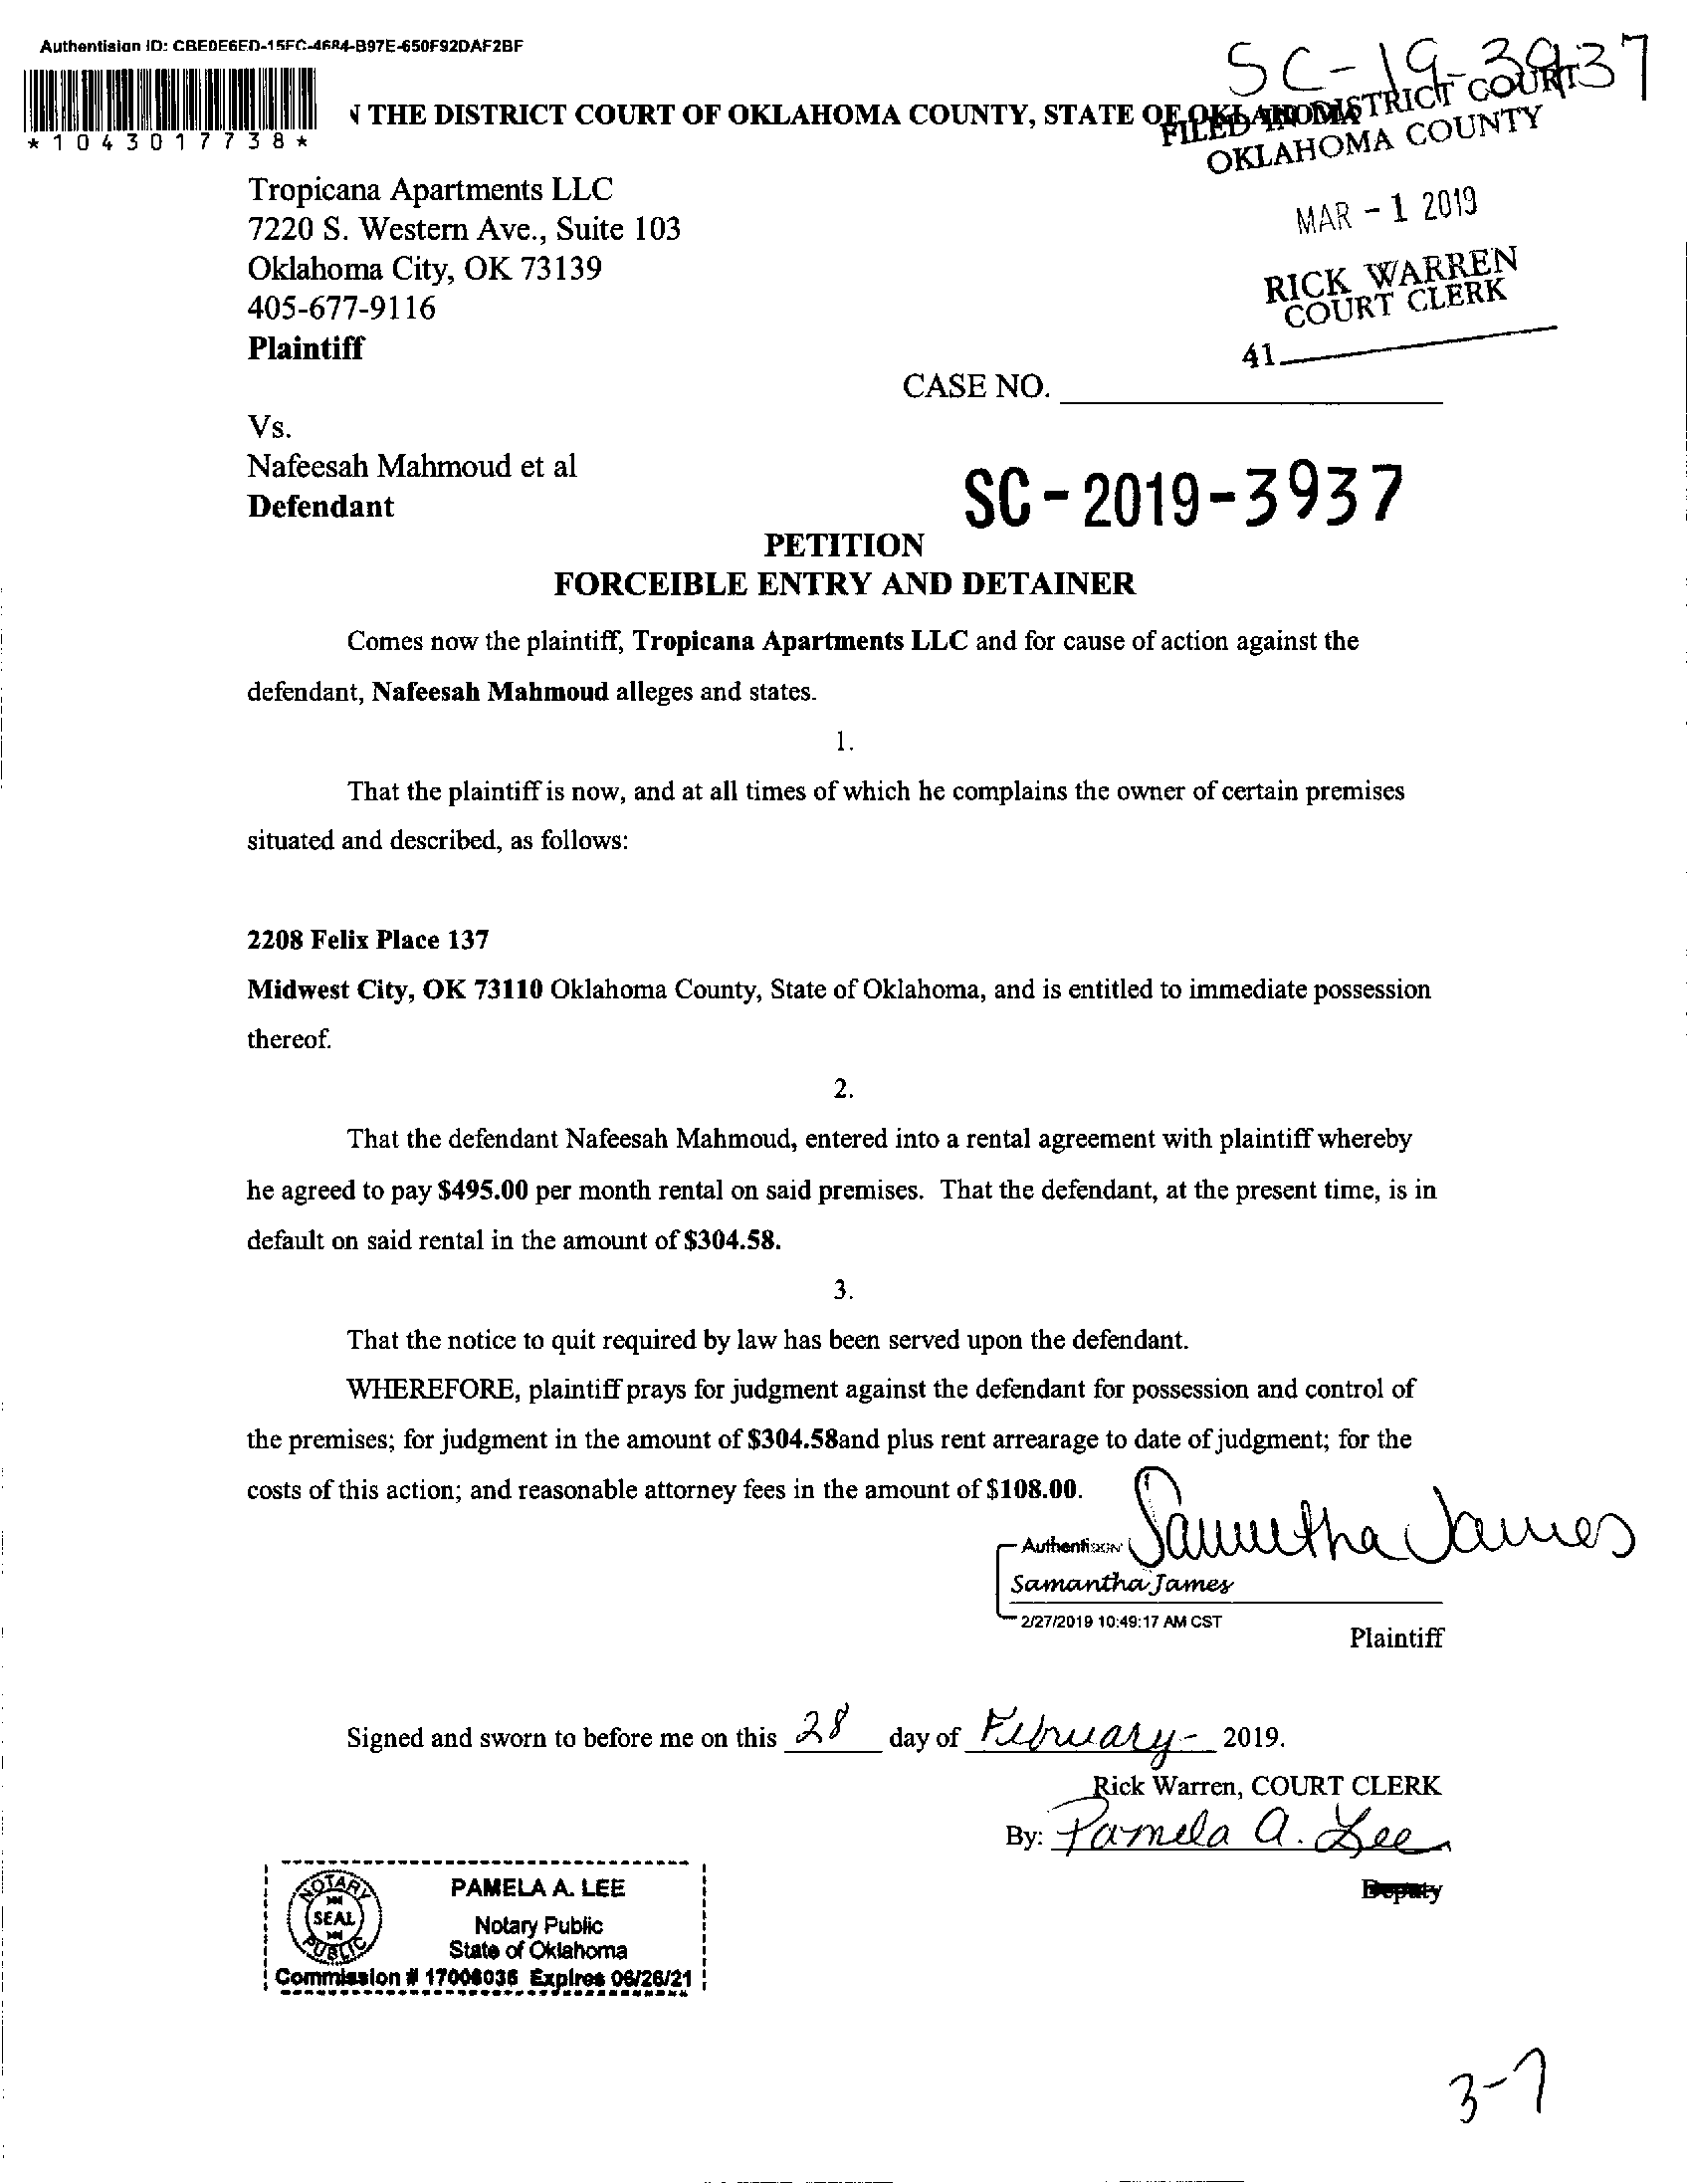 Authentisign ID: CBE0E6ED-15FC-4684-B97E-650F92DAF2BF
SC-19-3937
*1043017738*
THE DISTRICT COURT OF OKLAHOMA COUNTY, STATE OF OKLAHOMA
FILED IN DISTRICT COURT
OKLAHOMA COUNTY
MAR - 1 2019
RICK WARREN
COURT CLERK
41
Tropicana Apartments LLC
7220 S. Western Ave., Suite 103
Oklahoma City, OK 73139
405-677-9116
Plaintiff
CASE NO.
Vs.
Nafeesah Mahmoud et al
Defendant
SC-2019-3937
PETITION
FORCEIBLE ENTRY AND DETAINER
Comes now the plaintiff, Tropicana Apartments LLC and for cause of action against the
defendant, Nafeesah Mahmoud alleges and states.
1.
That the plaintiff is now, and at all times of which he complains the owner of certain premises
situated and described, as follows:
2208 Felix Place 137
Midwest City, OK 73110 Oklahoma County, State of Oklahoma, and is entitled to immediate possession
thereof.
2.
That the defendant Nafeesah Mahmoud, entered into a rental agreement with plaintiff whereby
he agreed to pay $495.00 per month rental on said premises. That the defendant, at the present time, is in
default on said rental in the amount of $304.58.
3.
That the notice to quit required by law has been served upon the defendant.
WHEREFORE, plaintiff prays for judgment against the defendant for possession and control of
the premises; for judgment in the amount of $304.58and plus rent arrearage to date of judgment; for the
costs of this action; and reasonable attorney fees in the amount of $108.00.
Samantha James
Authentisign
Samantha James
2/27/2019 10:49:17 AM CST
Plaintiff
Signed and sworn to before me on this 28 day of February 2019.
Rick Warren, COURT CLERK
By: Pamela A. Lee
Deputy
NOTARY
SEAL
PUBLIC
PAMELA A. LEE
Notary Public
State of Oklahoma
Commission # 17006036 Expires 06/26/21
3-7